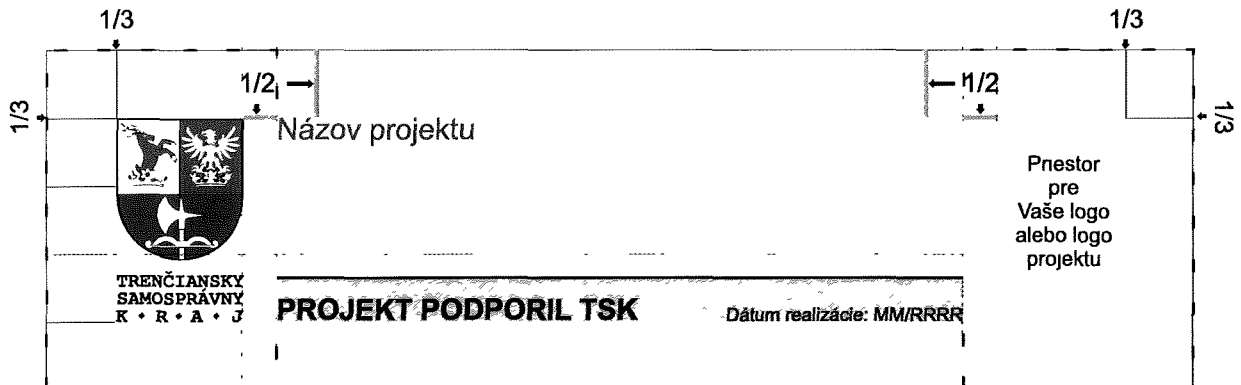 1/3
1/3
1/2
1/2
1/3
1/3
Názov projektu
Pnestor
pre
Vaše logo
alebo logo
projektu
TRENČIANSKY
SAMOSPRÁVNY
K • R • A • J
PROJEKT PODPORIL TSK
Dátum realizácie: MM/RRRR